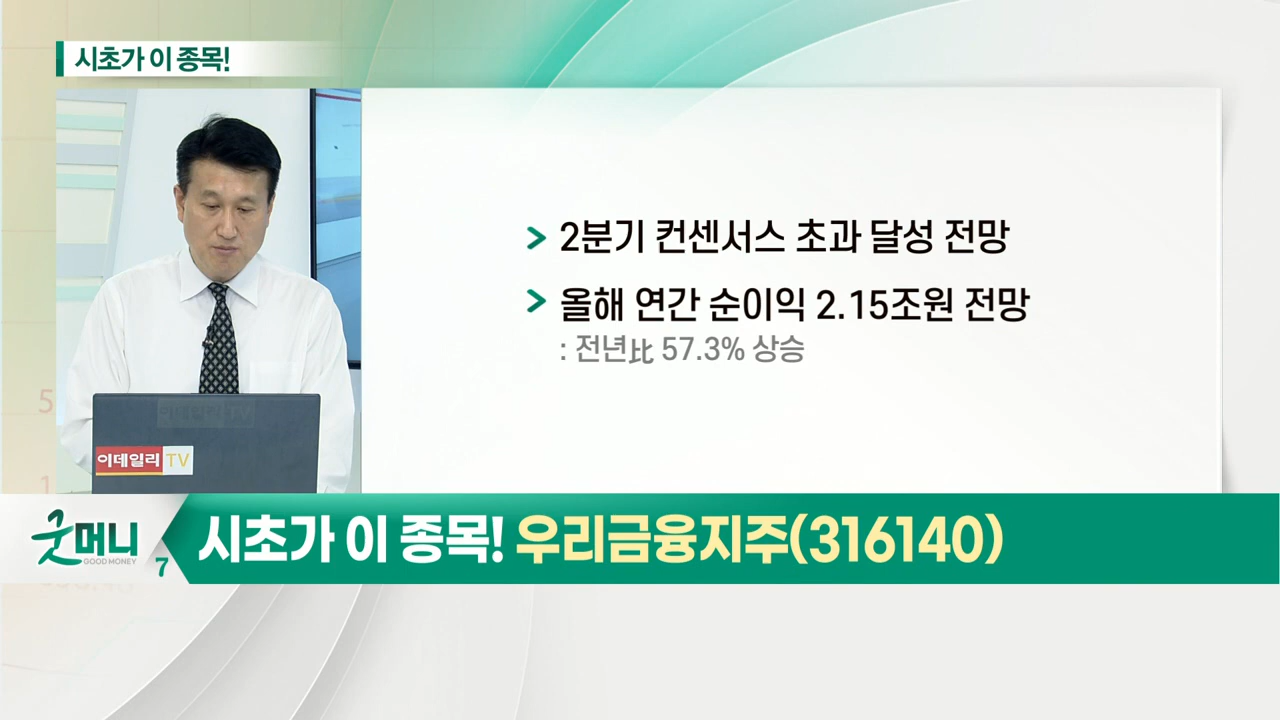 시초가 이 종목!
> 2분기 컨센서스 초과 달성 전망
> 올해 연간 순이익 2.15조원 전망
: 전년比 57.3% 상승
이데일리 TV
굿머니
GOOD MONEY
7
시초가 이 종목! 우리금융지주(316140)